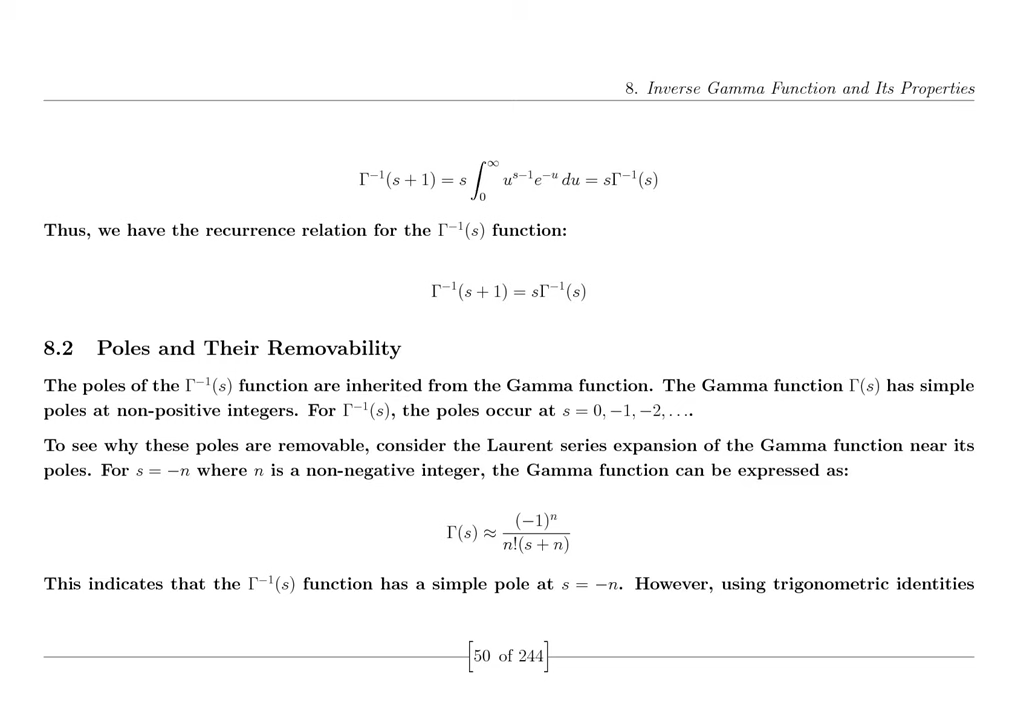 8. Inverse Gamma Function and Its Properties
Γ⁻¹(s + 1) = s ∫₀^∞ uˢ⁻¹e⁻ᵘ du = sΓ⁻¹(s)
Thus, we have the recurrence relation for the Γ⁻¹(s) function:
Γ⁻¹(s + 1) = sΓ⁻¹(s)
8.2 Poles and Their Removability
The poles of the Γ⁻¹(s) function are inherited from the Gamma function. The Gamma function Γ(s) has simple
poles at non-positive integers. For Γ⁻¹(s), the poles occur at s = 0, −1, −2, . . ..
To see why these poles are removable, consider the Laurent series expansion of the Gamma function near its
poles. For s = −n where n is a non-negative integer, the Gamma function can be expressed as:
Γ(s) ≈ (−1)ⁿ / n!(s + n)
This indicates that the Γ⁻¹(s) function has a simple pole at s = −n. However, using trigonometric identities
[50 of 244]